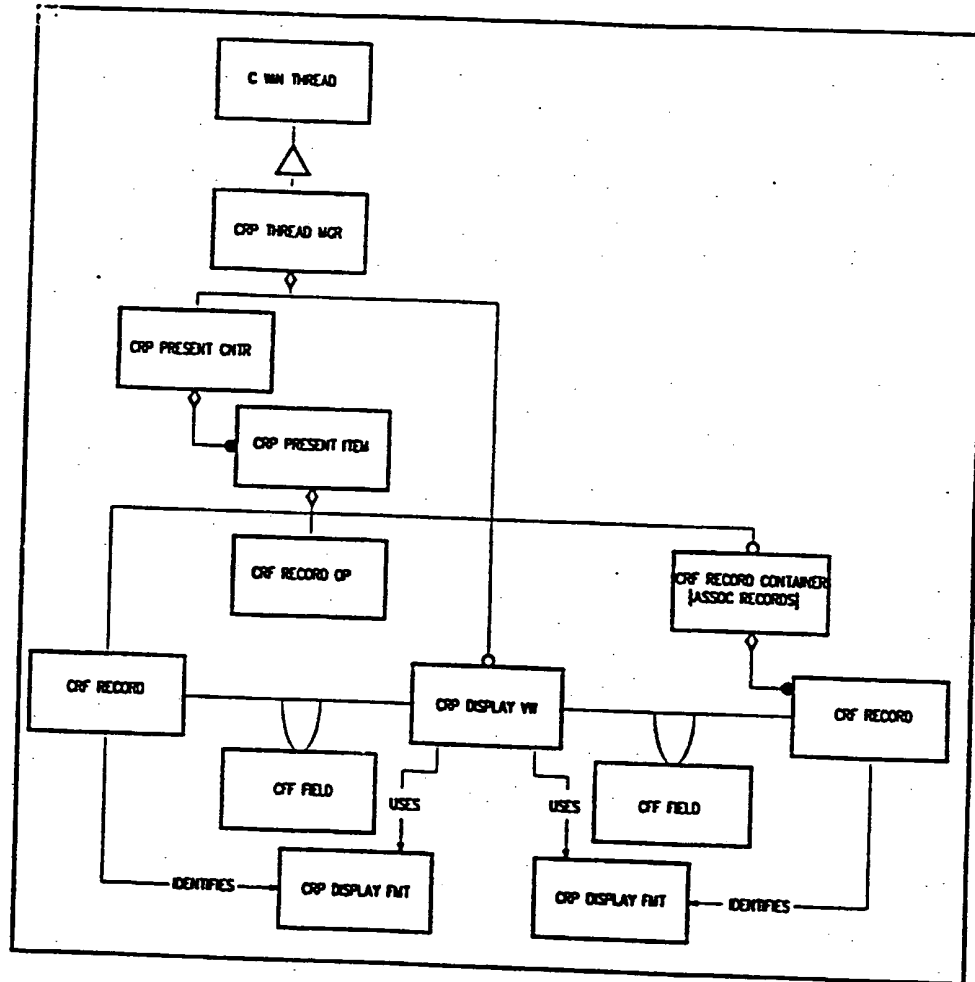 C WIN THREAD
CRP THREAD MGR
CRP PRESENT CNTR
CRP PRESENT ITEM
CRF RECORD OP
CRF RECORD CONTAINER
[ASSOC RECORDS]
CRF RECORD
CRP DISPLAY VW
CRF RECORD
CFF FIELD
USES
USES
CFF FIELD
IDENTIFIES
CRP DISPLAY FMT
CRP DISPLAY FMT
IDENTIFIES